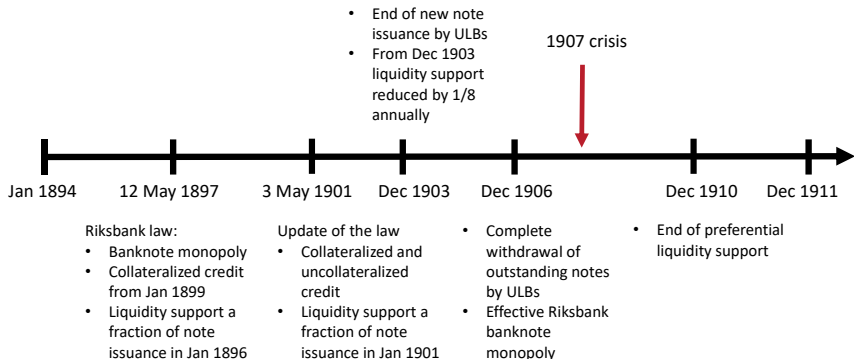 • End of new note
issuance by ULBs
• From Dec 1903
liquidity support
reduced by 1/8
annually
1907 crisis
Jan 1894
12 May 1897
3 May 1901
Dec 1903
Dec 1906
Dec 1910
Dec 1911
Riksbank law:
• Banknote monopoly
• Collateralized credit
from Jan 1899
• Liquidity support a
fraction of note
issuance in Jan 1896
Update of the law
• Collateralized and
uncollateralized
credit
• Liquidity support a
fraction of note
issuance in Jan 1901
• Complete
withdrawal of
outstanding notes
by ULBs
• Effective Riksbank
banknote
monopoly
• End of preferential
liquidity support